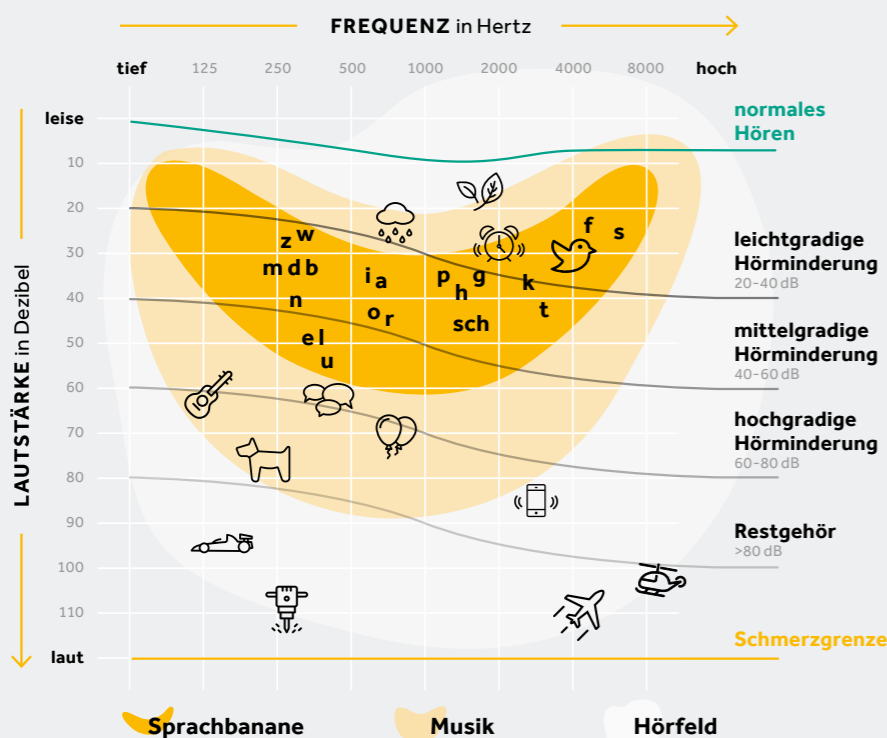 FREQUENZ in Hertz
tief 125 250 500 1000 2000 4000 8000 hoch
LAUTSTÄRKE in Dezibel
leise
10
20
30
40
50
60
70
80
90
100
110
laut
normales
Hören
leichtgradige
Hörminderung
20–40 dB
mittelgradige
Hörminderung
40–60 dB
hochgradige
Hörminderung
60–80 dB
Restgehör
>80 dB
Schmerzgrenze
z w
m d b
n
e l
u
i a
o r
p g
h
sch
k
t
f s
Sprachbanane Musik Hörfeld